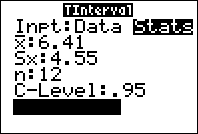 TInterval
Inpt:Data Stats
x̄:6.41
Sx:4.55
n:12
C-Level:.95